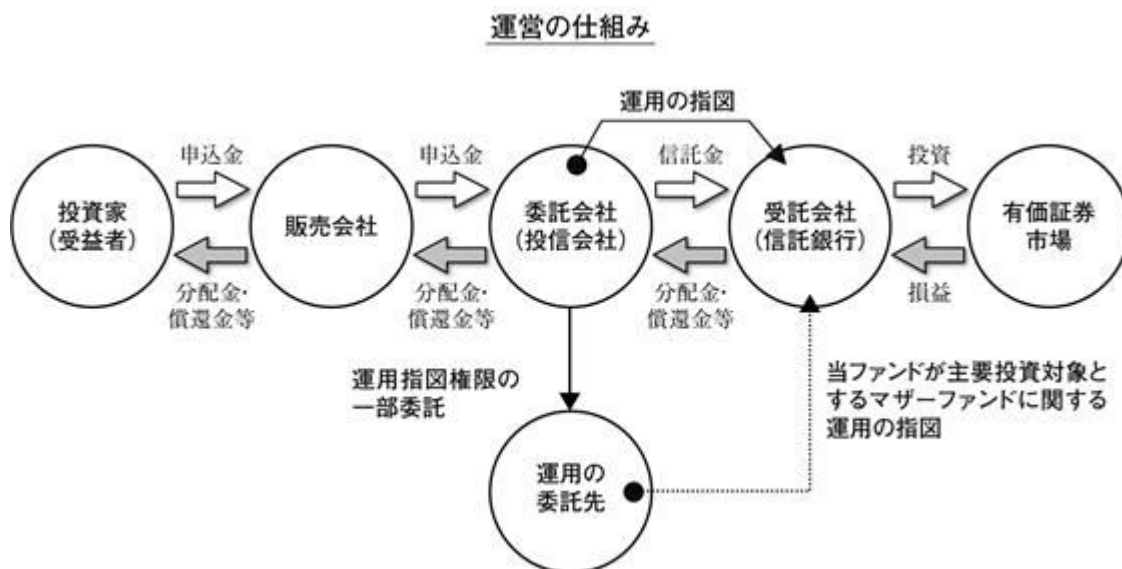 運営の仕組み
運用の指図
申込金
申込金
信託金
投資
投資家
(受益者)
販売会社
委託会社
(投信会社)
受託会社
(信託銀行)
有価証券
市場
分配金・
償還金等
分配金・
償還金等
分配金・
償還金等
損益
運用指図権限の
一部委託
当ファンドが主要投資対象と
するマザーファンドに関する
運用の指図
運用の
委託先